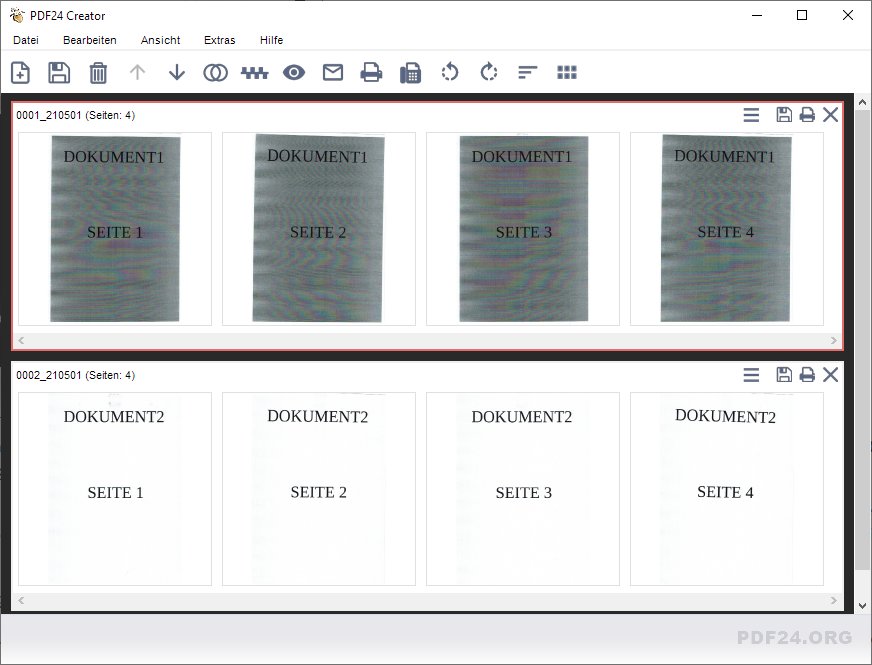 PDF24 Creator
Datei Bearbeiten Ansicht Extras Hilfe
0001_210501 (Seiten: 4)
DOKUMENT1 DOKUMENT1 DOKUMENT1 DOKUMENT1
SEITE 1 SEITE 2 SEITE 3 SEITE 4
0002_210501 (Seiten: 4)
DOKUMENT2 DOKUMENT2 DOKUMENT2 DOKUMENT2
SEITE 1 SEITE 2 SEITE 3 SEITE 4
PDF24.ORG